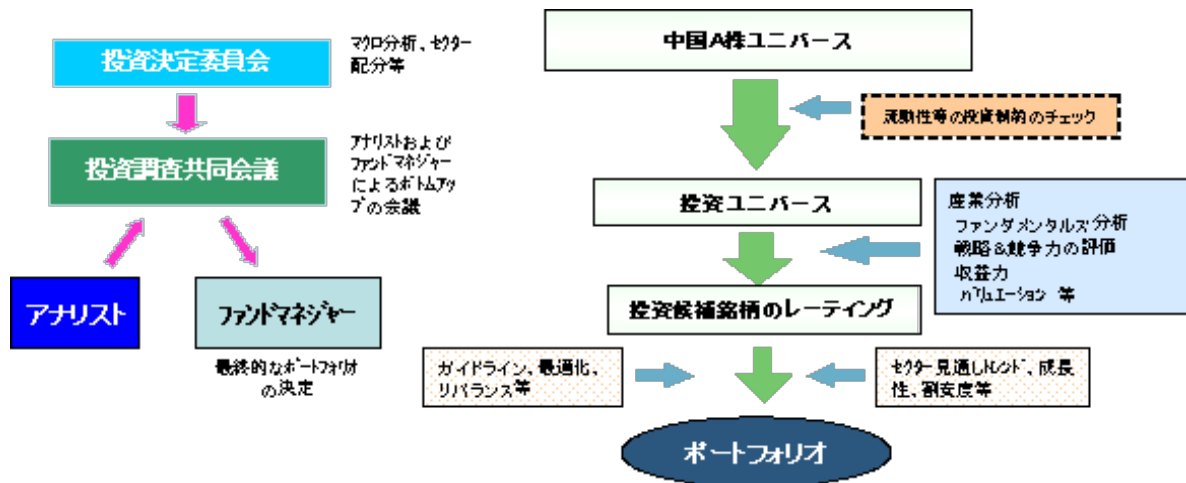 投資決定委員会
マクロ分析、セクター
配分等
投資調査共同会議
アナリストおよび
ファンドマネジャー
によるボトムアッ
プの会議
アナリスト
ファンドマネジャー
最終的なポートフォリオ
の決定
中国A株ユニバース
流動性等の投資制約のチェック
投資ユニバース
産業分析
ファンダメンタルズ分析
戦略&競争力の評価
収益力
バリュエーション 等
投資候補銘柄のレーティング
ガイドライン、最適化、
リバランス等
セクター見通し/トレンド、成長
性、割安度等
ポートフォリオ